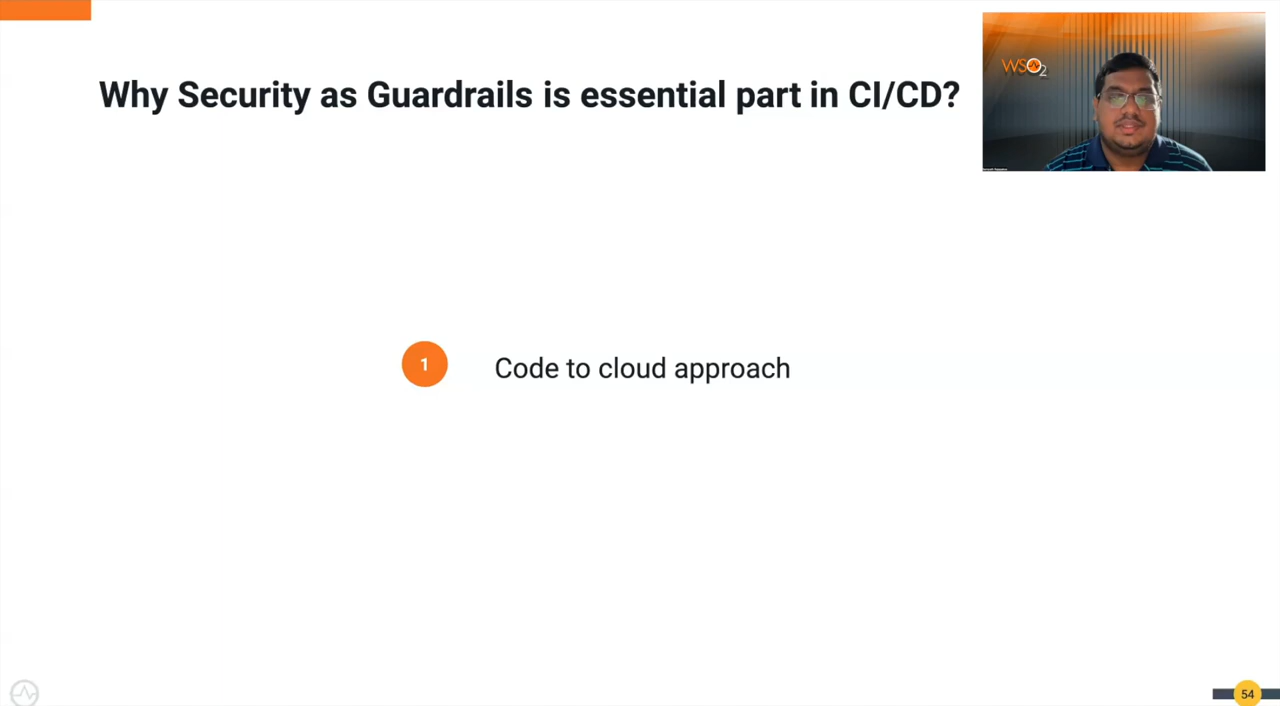 Why Security as Guardrails is essential part in CI/CD?
WSO2
1 Code to cloud approach
54